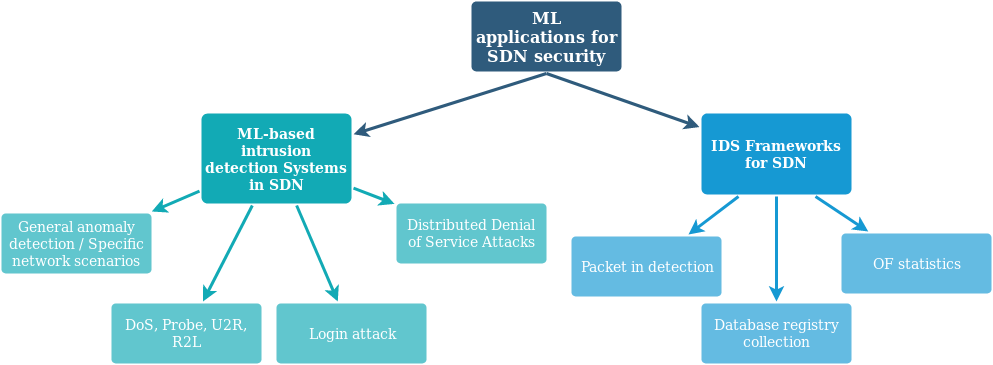 ML
applications for
SDN security
ML-based
intrusion
detection Systems
in SDN
IDS Frameworks
for SDN
General anomaly
detection / Specific
network scenarios
Distributed Denial
of Service Attacks
Packet in detection
OF statistics
DoS, Probe, U2R,
R2L
Login attack
Database registry
collection